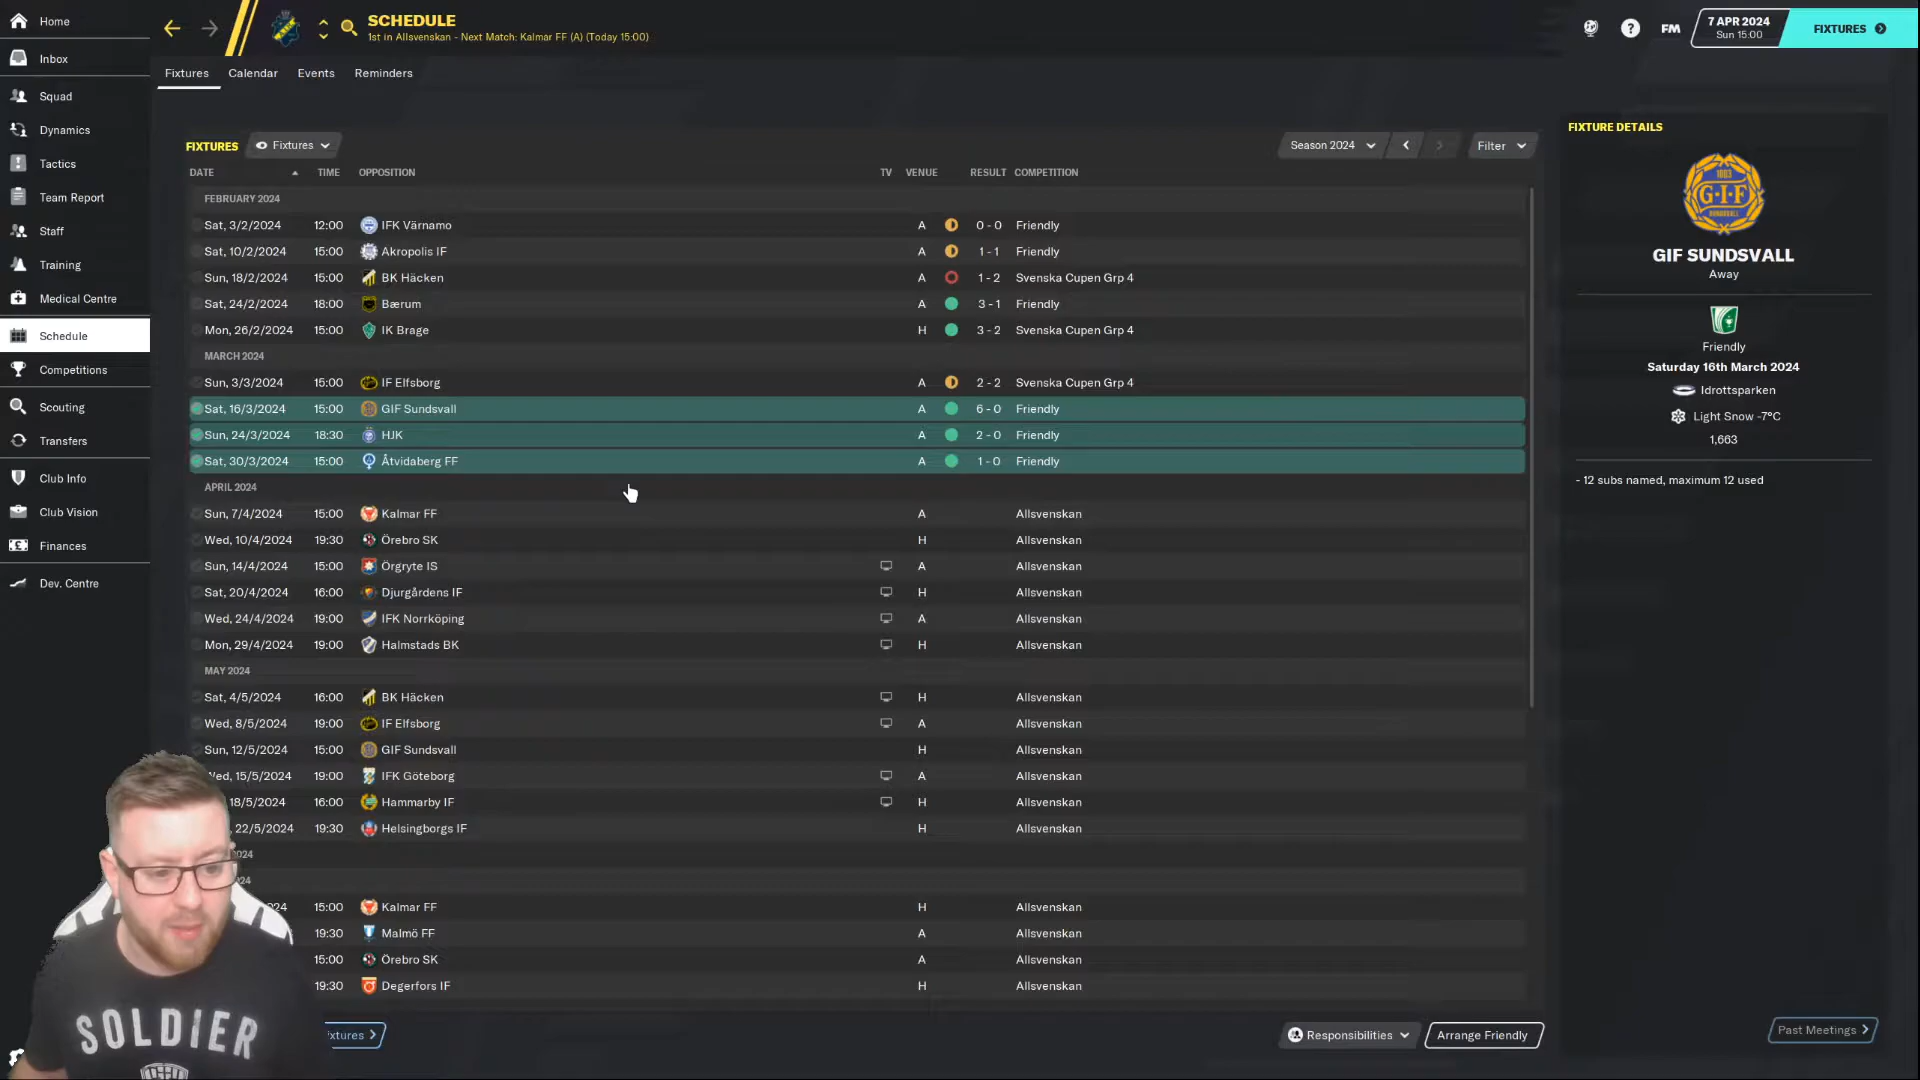 Home
Inbox
Squad
Dynamics
Tactics
Team Report
Staff
Training
Medical Centre
Schedule
Competitions
Scouting
Transfers
Club Info
Club Vision
Finances
Dev. Centre
SCHEDULE
1st in Allsvenskan - Next Match: Kalmar FF (A) (Today 15:00)
FM
7 APR 2024
Sun 15:00
FIXTURES
Fixtures Calendar Events Reminders
FIXTURES Fixtures Season 2024 Filter
DATE TIME OPPOSITION TV VENUE RESULT COMPETITION
FEBRUARY 2024
Sat, 3/2/2024 12:00 IFK Värnamo A 0 - 0 Friendly
Sat, 10/2/2024 15:00 Akropolis IF A 1 - 1 Friendly
Sun, 18/2/2024 15:00 BK Häcken A 1 - 2 Svenska Cupen Grp 4
Sat, 24/2/2024 18:00 Bærum A 3 - 1 Friendly
Mon, 26/2/2024 15:00 IK Brage H 3 - 2 Svenska Cupen Grp 4
MARCH 2024
Sun, 3/3/2024 15:00 IF Elfsborg A 2 - 2 Svenska Cupen Grp 4
Sat, 16/3/2024 15:00 GIF Sundsvall A 6 - 0 Friendly
Sun, 24/3/2024 18:30 HJK A 2 - 0 Friendly
Sat, 30/3/2024 15:00 Åtvidaberg FF A 1 - 0 Friendly
APRIL 2024
Sun, 7/4/2024 15:00 Kalmar FF A Allsvenskan
Wed, 10/4/2024 19:30 Örebro SK H Allsvenskan
Sun, 14/4/2024 15:00 Örgryte IS A Allsvenskan
Sat, 20/4/2024 16:00 Djurgårdens IF H Allsvenskan
Wed, 24/4/2024 19:00 IFK Norrköping A Allsvenskan
Mon, 29/4/2024 19:00 Halmstads BK H Allsvenskan
MAY 2024
Sat, 4/5/2024 16:00 BK Häcken H Allsvenskan
Wed, 8/5/2024 19:00 IF Elfsborg A Allsvenskan
Sun, 12/5/2024 15:00 GIF Sundsvall H Allsvenskan
Wed, 15/5/2024 19:00 IFK Göteborg A Allsvenskan
18/5/2024 16:00 Hammarby IF H Allsvenskan
22/5/2024 19:30 Helsingborgs IF H Allsvenskan
024
24
24 15:00 Kalmar FF H Allsvenskan
19:30 Malmö FF A Allsvenskan
15:00 Örebro SK A Allsvenskan
19:30 Degerfors IF H Allsvenskan
ixtures Responsibilities Arrange Friendly
FIXTURE DETAILS
1903
G·I·F
SUNDSVALL
GIF SUNDSVALL
Away
Friendly
Saturday 16th March 2024
Idrottsparken
Light Snow -7°C
1,663
- 12 subs named, maximum 12 used
Past Meetings
SOLDIER